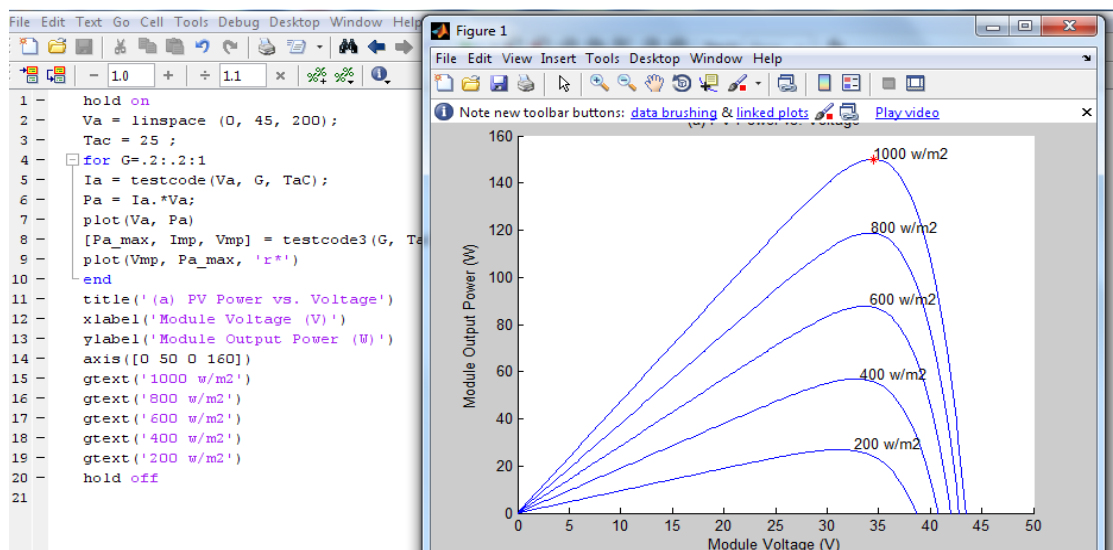 File Edit Text Go Cell Tools Debug Desktop Window Help
1.0
1.1
1 hold on
2 Va = linspace (0, 45, 200);
3 Tac = 25 ;
4 for G=.2:.2:1
5 Ia = testcode(Va, G, TaC);
6 Pa = Ia.*Va;
7 plot(Va, Pa)
8 [Pa_max, Imp, Vmp] = testcode3(G, Ta
9 plot(Vmp, Pa_max, 'r*')
10 end
11 title('(a) PV Power vs. Voltage')
12 xlabel('Module Voltage (V)')
13 ylabel('Module Output Power (W)')
14 axis([0 50 0 160])
15 gtext('1000 w/m2')
16 gtext('800 w/m2')
17 gtext('600 w/m2')
18 gtext('400 w/m2')
19 gtext('200 w/m2')
20 hold off
21
Figure 1
File Edit View Insert Tools Desktop Window Help
Note new toolbar buttons: data brushing & linked plots Play video
(a) PV Power vs. Voltage
160
140
120
100
80
60
40
20
0
Module Output Power (W)
1000 w/m2
800 w/m2
600 w/m2
400 w/m2
200 w/m2
0 5 10 15 20 25 30 35 40 45 50
Module Voltage (V)